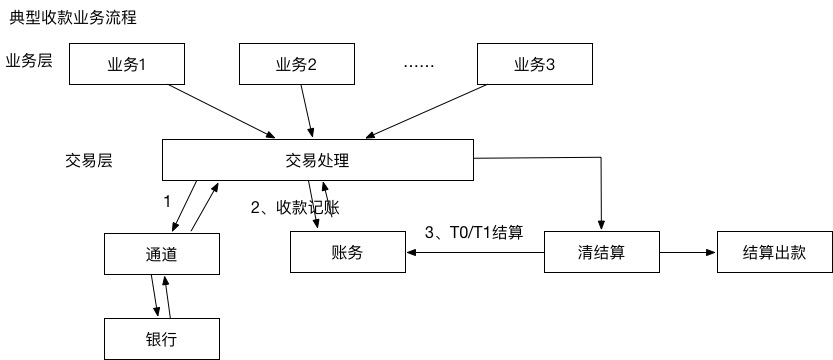 典型收款业务流程
业务层
业务1
业务2
……
业务3
交易层
交易处理
1
2、收款记账
通道
账务
3、T0/T1结算
清结算
结算出款
银行